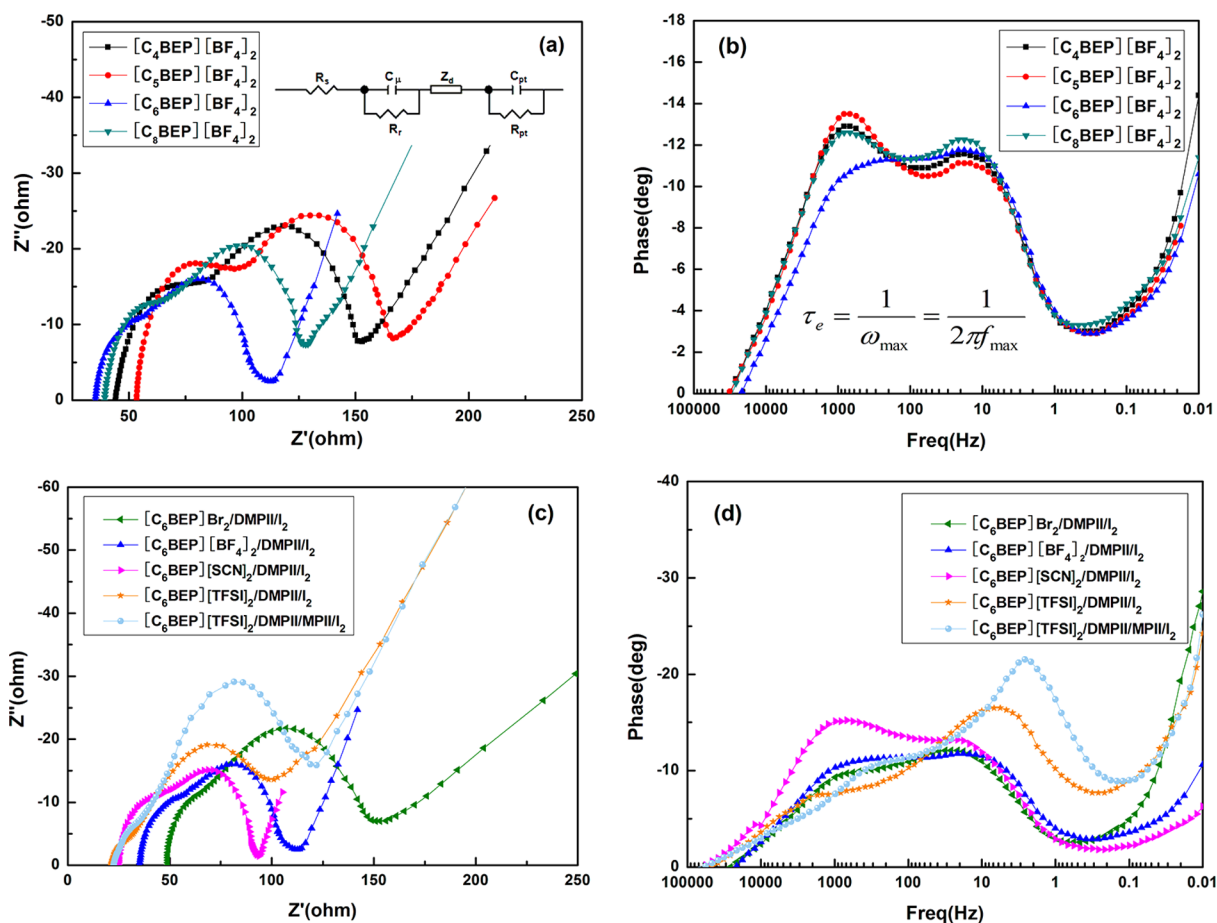 (a)
[C4BEP][BF4]2
[C5BEP][BF4]2
[C6BEP][BF4]2
[C8BEP][BF4]2
Rs
Cμ
Rr
Zd
Cpt
Rpt
Z''(ohm)
-50
-40
-30
-20
-10
0
50
100
150
200
250
Z'(ohm)
(b)
[C4BEP][BF4]2
[C5BEP][BF4]2
[C6BEP][BF4]2
[C8BEP][BF4]2
τe = 1/ωmax = 1/2πfmax
Phase(deg)
-18
-16
-14
-12
-10
-8
-6
-4
-2
0
100000
10000
1000
100
10
1
0.1
0.01
Freq(Hz)
(c)
[C6BEP]Br2/DMPII/I2
[C6BEP][BF4]2/DMPII/I2
[C6BEP][SCN]2/DMPII/I2
[C6BEP][TFSI]2/DMPII/I2
[C6BEP][TFSI]2/DMPII/MPII/I2
Z''(ohm)
-60
-50
-40
-30
-20
-10
0
0
50
100
150
200
250
Z'(ohm)
(d)
[C6BEP]Br2/DMPII/I2
[C6BEP][BF4]2/DMPII/I2
[C6BEP][SCN]2/DMPII/I2
[C6BEP][TFSI]2/DMPII/I2
[C6BEP][TFSI]2/DMPII/MPII/I2
Phase(deg)
-40
-30
-20
-10
0
100000
10000
1000
100
10
1
0.1
0.01
Freq(Hz)